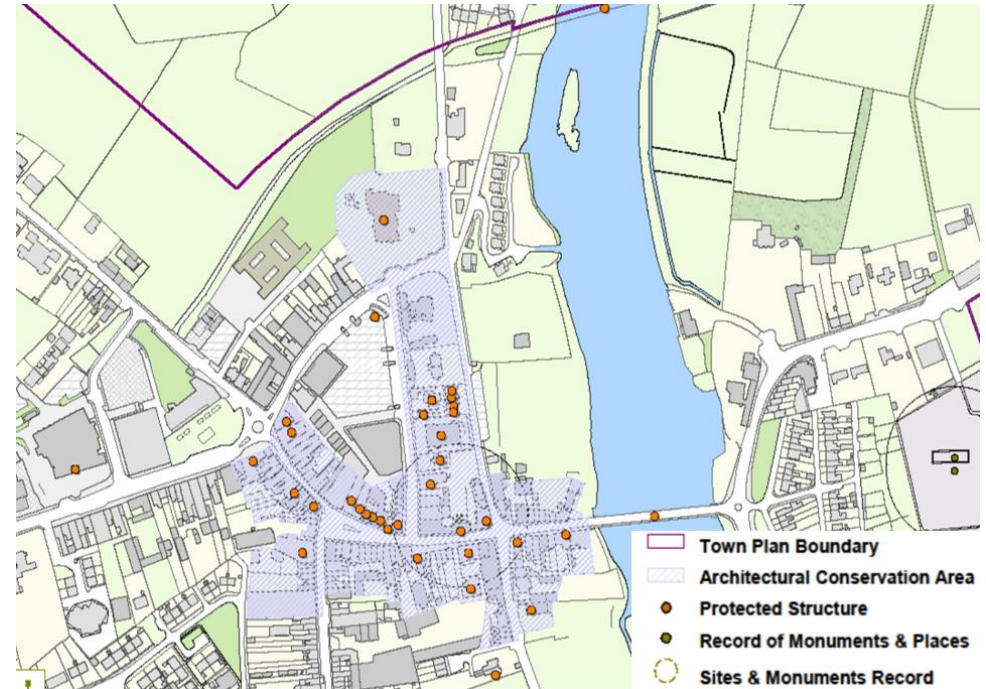 Town Plan Boundary
Architectural Conservation Area
Protected Structure
Record of Monuments & Places
Sites & Monuments Record